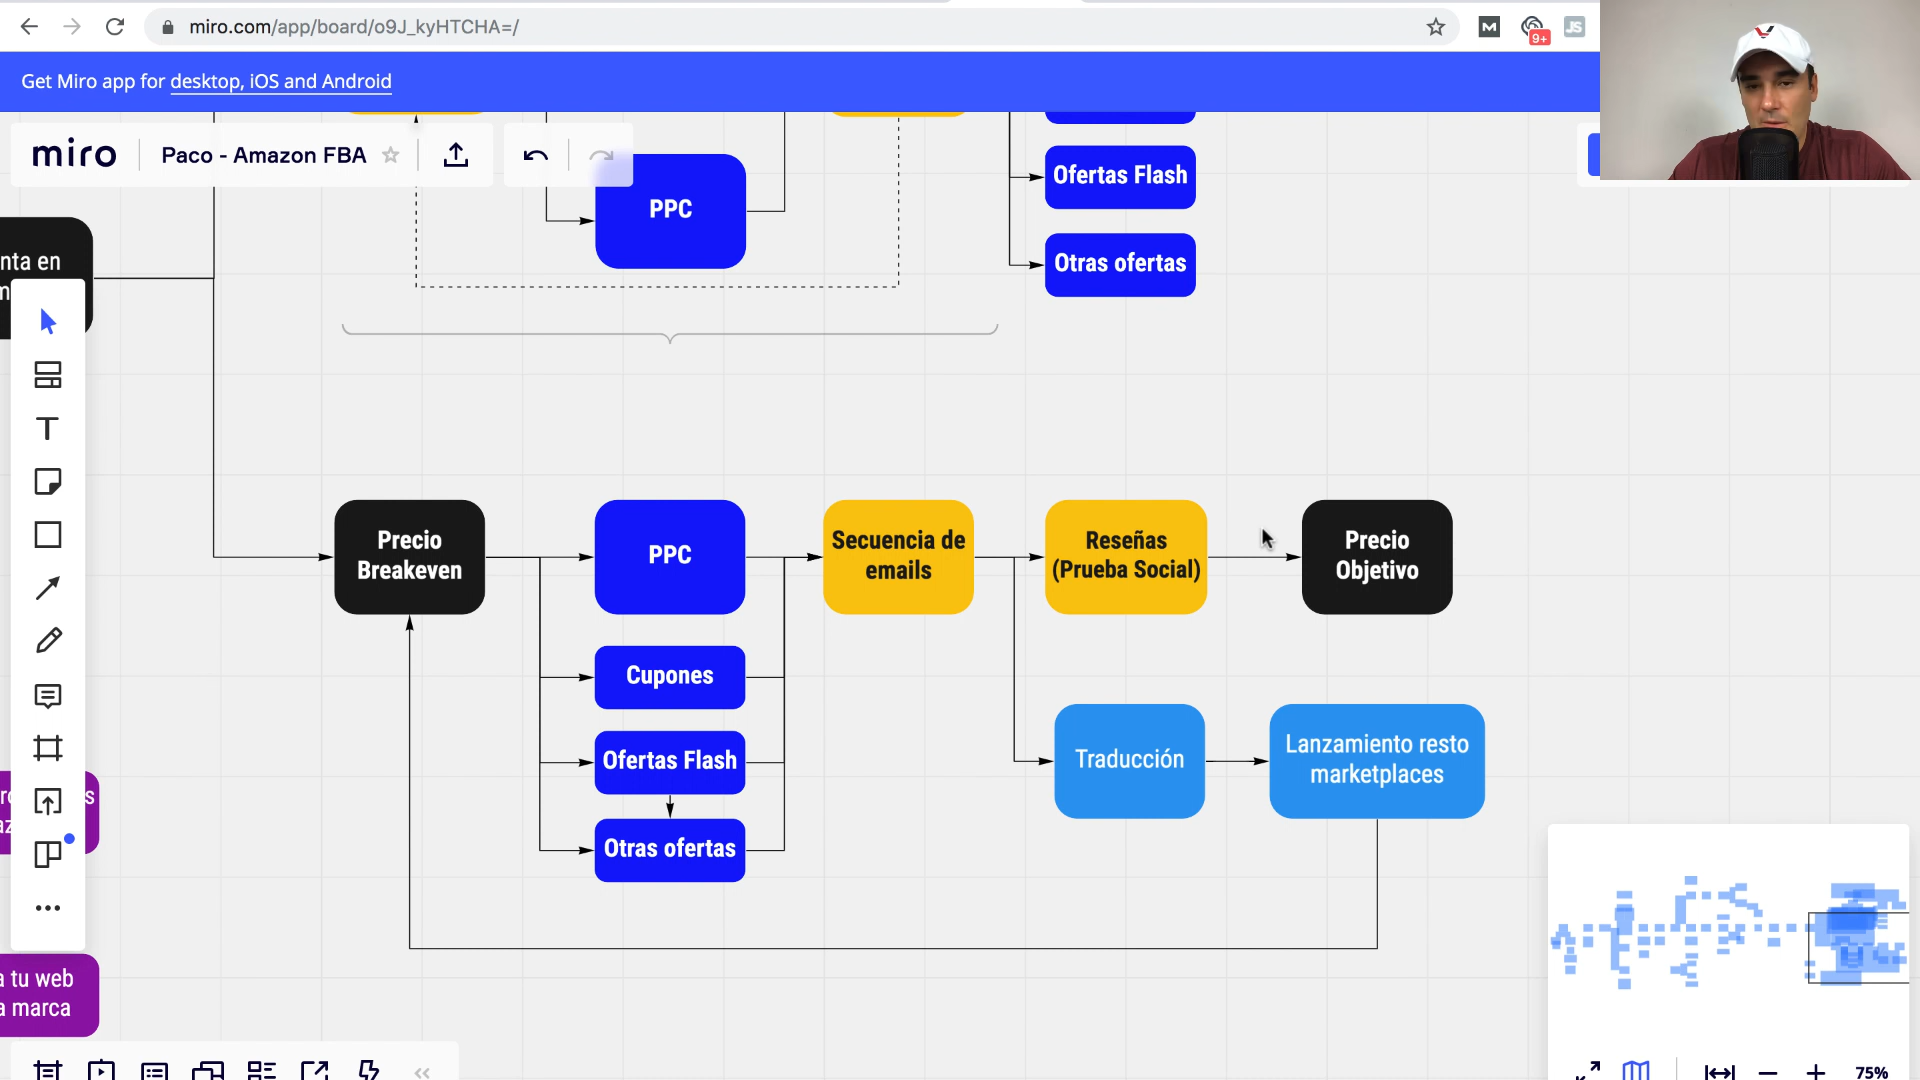 miro.com/app/board/o9J_kyHTCHA=/
9+
JS
Get Miro app for desktop, iOS and Android
miro
Paco - Amazon FBA
PPC
Ofertas Flash
Otras ofertas
nta en
Precio
Breakeven
PPC
Secuencia de
emails
Reseñas
(Prueba Social)
Precio
Objetivo
Cupones
Ofertas Flash
Otras ofertas
Traducción
Lanzamiento resto
marketplaces
a tu web
a marca
75%